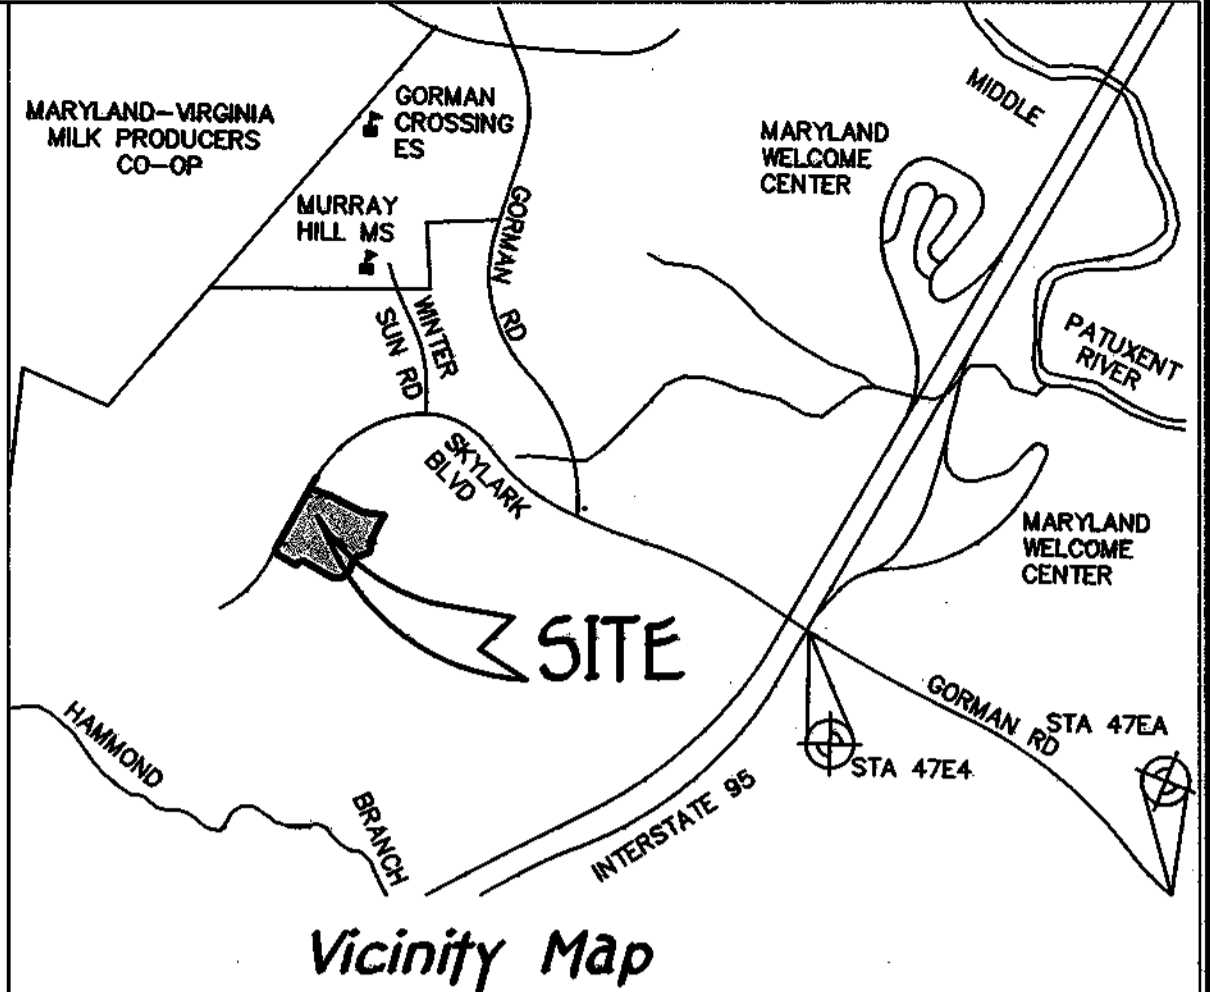 MARYLAND-VIRGINIA
MILK PRODUCERS
CO-OP
GORMAN
CROSSING
ES
MURRAY
HILL MS
GORMAN RD
WINTER
SUN RD
MARYLAND
WELCOME
CENTER
MIDDLE
PATUXENT
RIVER
SKYLARK
BLVD
MARYLAND
WELCOME
CENTER
SITE
GORMAN RD
STA 47EA
STA 47E4
HAMMOND
BRANCH
INTERSTATE 95
Vicinity Map